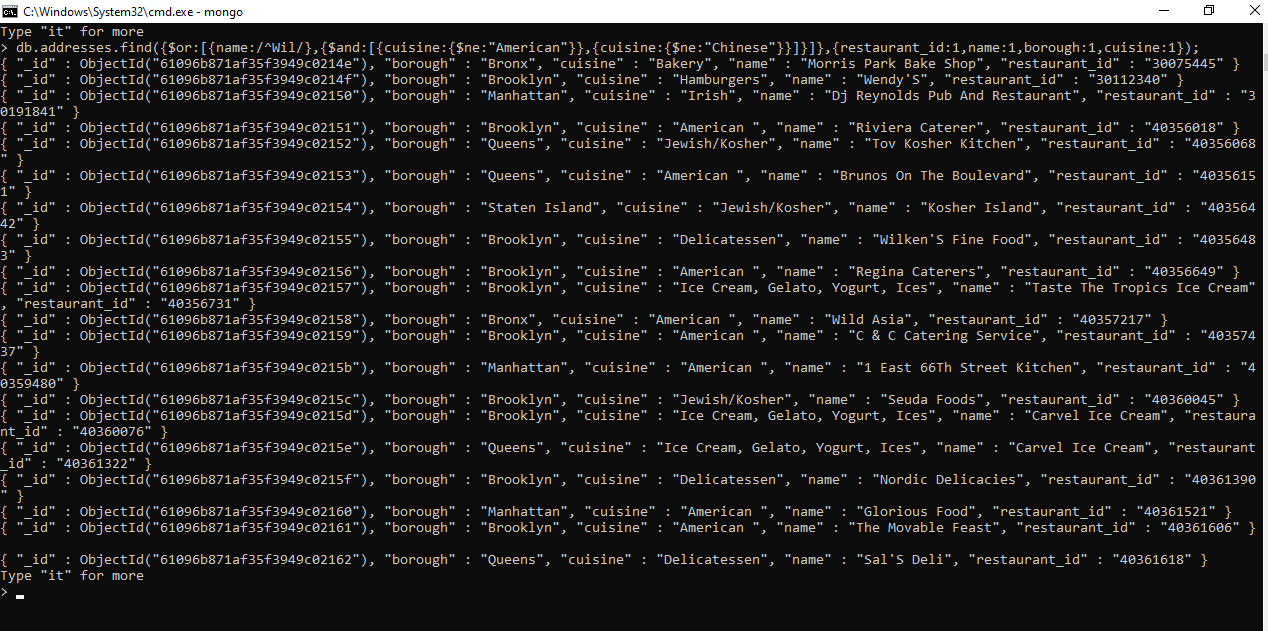 C:\Windows\System32\cmd.exe - mongo
Type "it" for more
> db.addresses.find({$or:[{name:/^Wil/},{$and:[{cuisine:{$ne:"American"}},{cuisine:{$ne:"Chinese"}}]}]},{restaurant_id:1,name:1,borough:1,cuisine:1});
{ "_id" : ObjectId("61096b871af35f3949c0214e"), "borough" : "Bronx", "cuisine" : "Bakery", "name" : "Morris Park Bake Shop", "restaurant_id" : "30075445" }
{ "_id" : ObjectId("61096b871af35f3949c0214f"), "borough" : "Brooklyn", "cuisine" : "Hamburgers", "name" : "Wendy'S", "restaurant_id" : "30112340" }
{ "_id" : ObjectId("61096b871af35f3949c02150"), "borough" : "Manhattan", "cuisine" : "Irish", "name" : "Dj Reynolds Pub And Restaurant", "restaurant_id" : "3
0191841" }
{ "_id" : ObjectId("61096b871af35f3949c02151"), "borough" : "Brooklyn", "cuisine" : "American ", "name" : "Riviera Caterer", "restaurant_id" : "40356018" }
{ "_id" : ObjectId("61096b871af35f3949c02152"), "borough" : "Queens", "cuisine" : "Jewish/Kosher", "name" : "Tov Kosher Kitchen", "restaurant_id" : "40356068
" }
{ "_id" : ObjectId("61096b871af35f3949c02153"), "borough" : "Queens", "cuisine" : "American ", "name" : "Brunos On The Boulevard", "restaurant_id" : "4035615
1" }
{ "_id" : ObjectId("61096b871af35f3949c02154"), "borough" : "Staten Island", "cuisine" : "Jewish/Kosher", "name" : "Kosher Island", "restaurant_id" : "403564
42" }
{ "_id" : ObjectId("61096b871af35f3949c02155"), "borough" : "Brooklyn", "cuisine" : "Delicatessen", "name" : "Wilken'S Fine Food", "restaurant_id" : "4035648
3" }
{ "_id" : ObjectId("61096b871af35f3949c02156"), "borough" : "Brooklyn", "cuisine" : "American ", "name" : "Regina Caterers", "restaurant_id" : "40356649" }
{ "_id" : ObjectId("61096b871af35f3949c02157"), "borough" : "Brooklyn", "cuisine" : "Ice Cream, Gelato, Yogurt, Ices", "name" : "Taste The Tropics Ice Cream"
, "restaurant_id" : "40356731" }
{ "_id" : ObjectId("61096b871af35f3949c02158"), "borough" : "Bronx", "cuisine" : "American ", "name" : "Wild Asia", "restaurant_id" : "40357217" }
{ "_id" : ObjectId("61096b871af35f3949c02159"), "borough" : "Brooklyn", "cuisine" : "American ", "name" : "C & C Catering Service", "restaurant_id" : "403574
37" }
{ "_id" : ObjectId("61096b871af35f3949c0215b"), "borough" : "Manhattan", "cuisine" : "American ", "name" : "1 East 66Th Street Kitchen", "restaurant_id" : "4
0359480" }
{ "_id" : ObjectId("61096b871af35f3949c0215c"), "borough" : "Brooklyn", "cuisine" : "Jewish/Kosher", "name" : "Seuda Foods", "restaurant_id" : "40360045" }
{ "_id" : ObjectId("61096b871af35f3949c0215d"), "borough" : "Brooklyn", "cuisine" : "Ice Cream, Gelato, Yogurt, Ices", "name" : "Carvel Ice Cream", "restaura
nt_id" : "40360076" }
{ "_id" : ObjectId("61096b871af35f3949c0215e"), "borough" : "Queens", "cuisine" : "Ice Cream, Gelato, Yogurt, Ices", "name" : "Carvel Ice Cream", "restaurant
_id" : "40361322" }
{ "_id" : ObjectId("61096b871af35f3949c0215f"), "borough" : "Brooklyn", "cuisine" : "Delicatessen", "name" : "Nordic Delicacies", "restaurant_id" : "40361390
" }
{ "_id" : ObjectId("61096b871af35f3949c02160"), "borough" : "Manhattan", "cuisine" : "American ", "name" : "Glorious Food", "restaurant_id" : "40361521" }
{ "_id" : ObjectId("61096b871af35f3949c02161"), "borough" : "Brooklyn", "cuisine" : "American ", "name" : "The Movable Feast", "restaurant_id" : "40361606" }
{ "_id" : ObjectId("61096b871af35f3949c02162"), "borough" : "Queens", "cuisine" : "Delicatessen", "name" : "Sal'S Deli", "restaurant_id" : "40361618" }
Type "it" for more
>